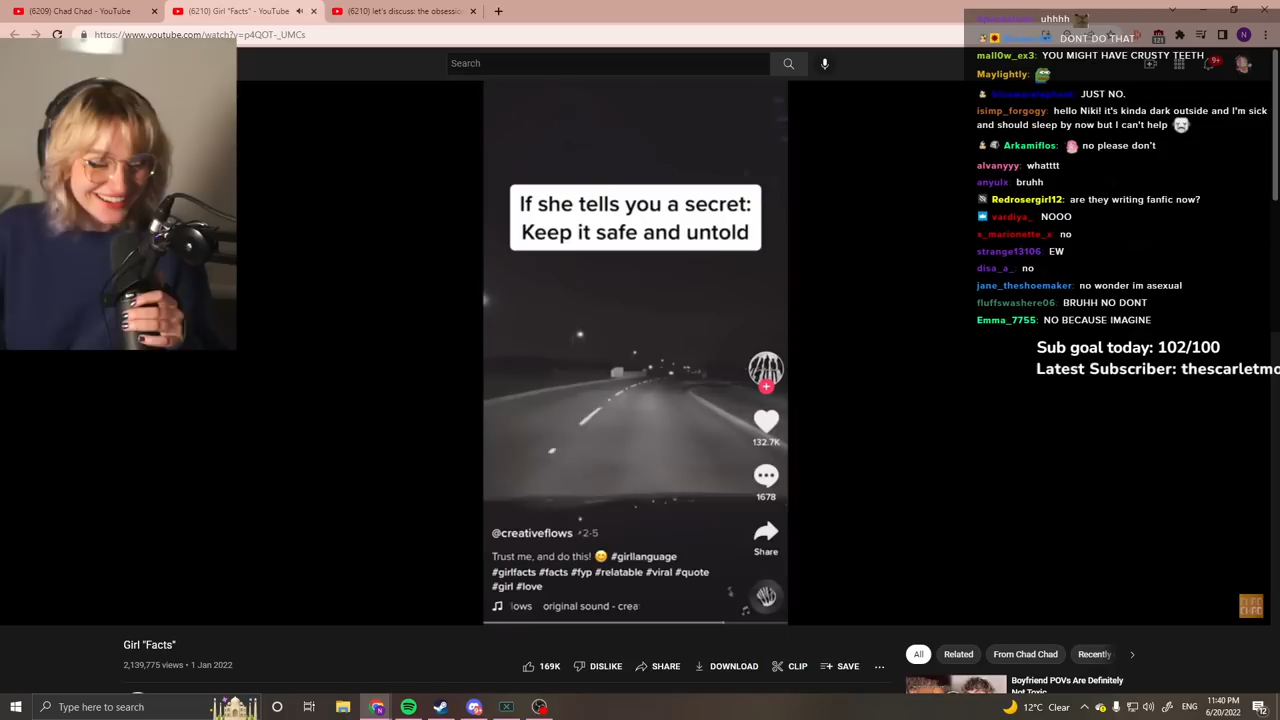 (6209) Chad Chad - YouTube
(6210) Girl "Facts" - YouTube
(6210) let's discuss the obsessio
https://www.youtube.com/watch?v=p4QOT-_UMCs
Search
9+
N
If she tells you a secret:
Keep it safe and untold
132.7K
1678
Share
@creativeflows · 2-5
Trust me, and do this! #girllanguage
#girlfacts #facts #fyp #relatable #viral #quote
#girl #love
lows original sound - crea
Girl "Facts"
2,139,775 views • 1 Jan 2022
169K
DISLIKE
SHARE
DOWNLOAD
CLIP
SAVE
All
Related
From Chad Chad
Recently
Boyfriend POVs Are Definitely
Not Toxic
uhhhh
DONT DO THAT
mall0w_ex3: YOU MIGHT HAVE CRUSTY TEETH
Maylightly:
JUST NO.
isimp_forgogy: hello Niki! it's kinda dark outside and I'm sick
and should sleep by now but I can't help
Arkamiflos: no please don't
alvanyyy: whatttt
anyulx: bruhh
Redrosergirl12: are they writing fanfic now?
vardiya_: NOOO
x_marionette_x: no
strange13106: EW
disa_a_: no
jane_theshoemaker: no wonder im asexual
fluffswashere06: BRUHH NO DONT
Emma_7755: NO BECAUSE IMAGINE
Sub goal today: 102/100
Latest Subscriber: thescarletmo
Type here to search
12°C Clear
11:40 PM
6/20/2022
12